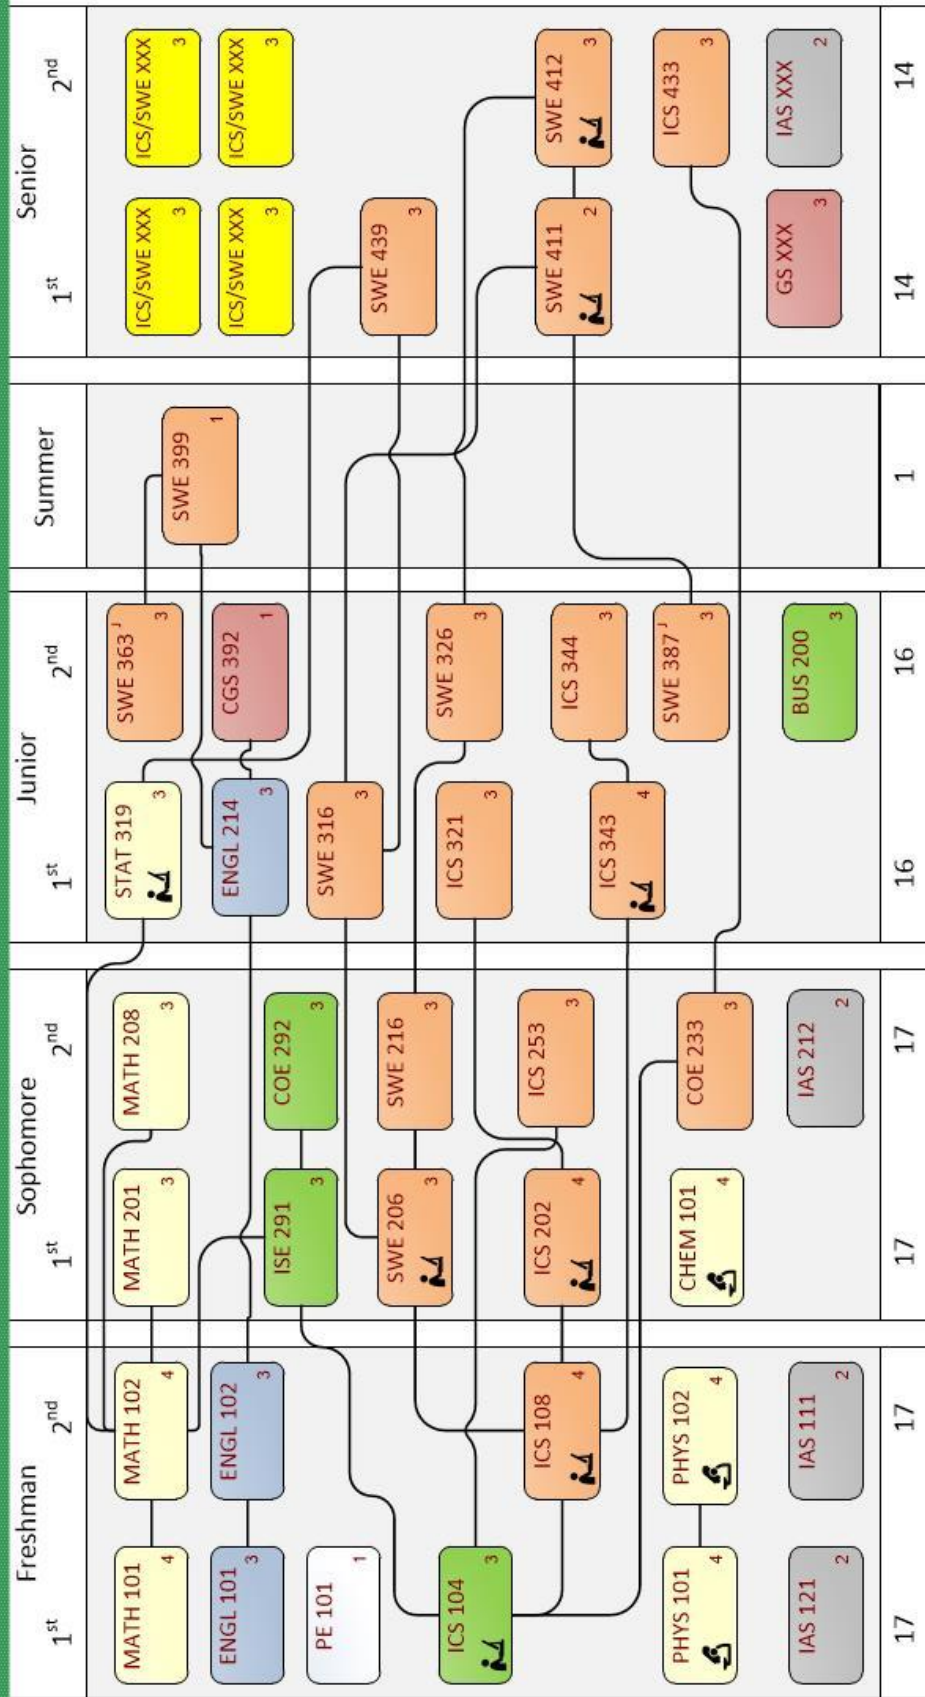 Freshman
1st
2nd
MATH 101
4
ENGL 101
3
PE 101
1
ICS 104
3
PHYS 101
4
IAS 121
2
17
MATH 102
4
ENGL 102
3
ICS 108
4
PHYS 102
4
IAS 111
2
17
Sophomore
1st
2nd
MATH 201
3
ISE 291
3
SWE 206
3
ICS 202
4
CHEM 101
4
17
MATH 208
3
COE 292
3
SWE 216
3
ICS 253
3
COE 233
3
IAS 212
2
17
Junior
1st
2nd
STAT 319
3
ENGL 214
3
SWE 316
3
ICS 321
3
ICS 343
4
16
SWE 363 J
3
CGS 392
1
SWE 326
3
ICS 344
3
SWE 387 J
3
BUS 200
3
16
Summer
SWE 399
1
1
Senior
1st
2nd
ICS/SWE XXX
3
ICS/SWE XXX
3
SWE 439
3
SWE 411
2
GS XXX
3
14
ICS/SWE XXX
3
ICS/SWE XXX
3
SWE 412
3
ICS 433
3
IAS XXX
2
14